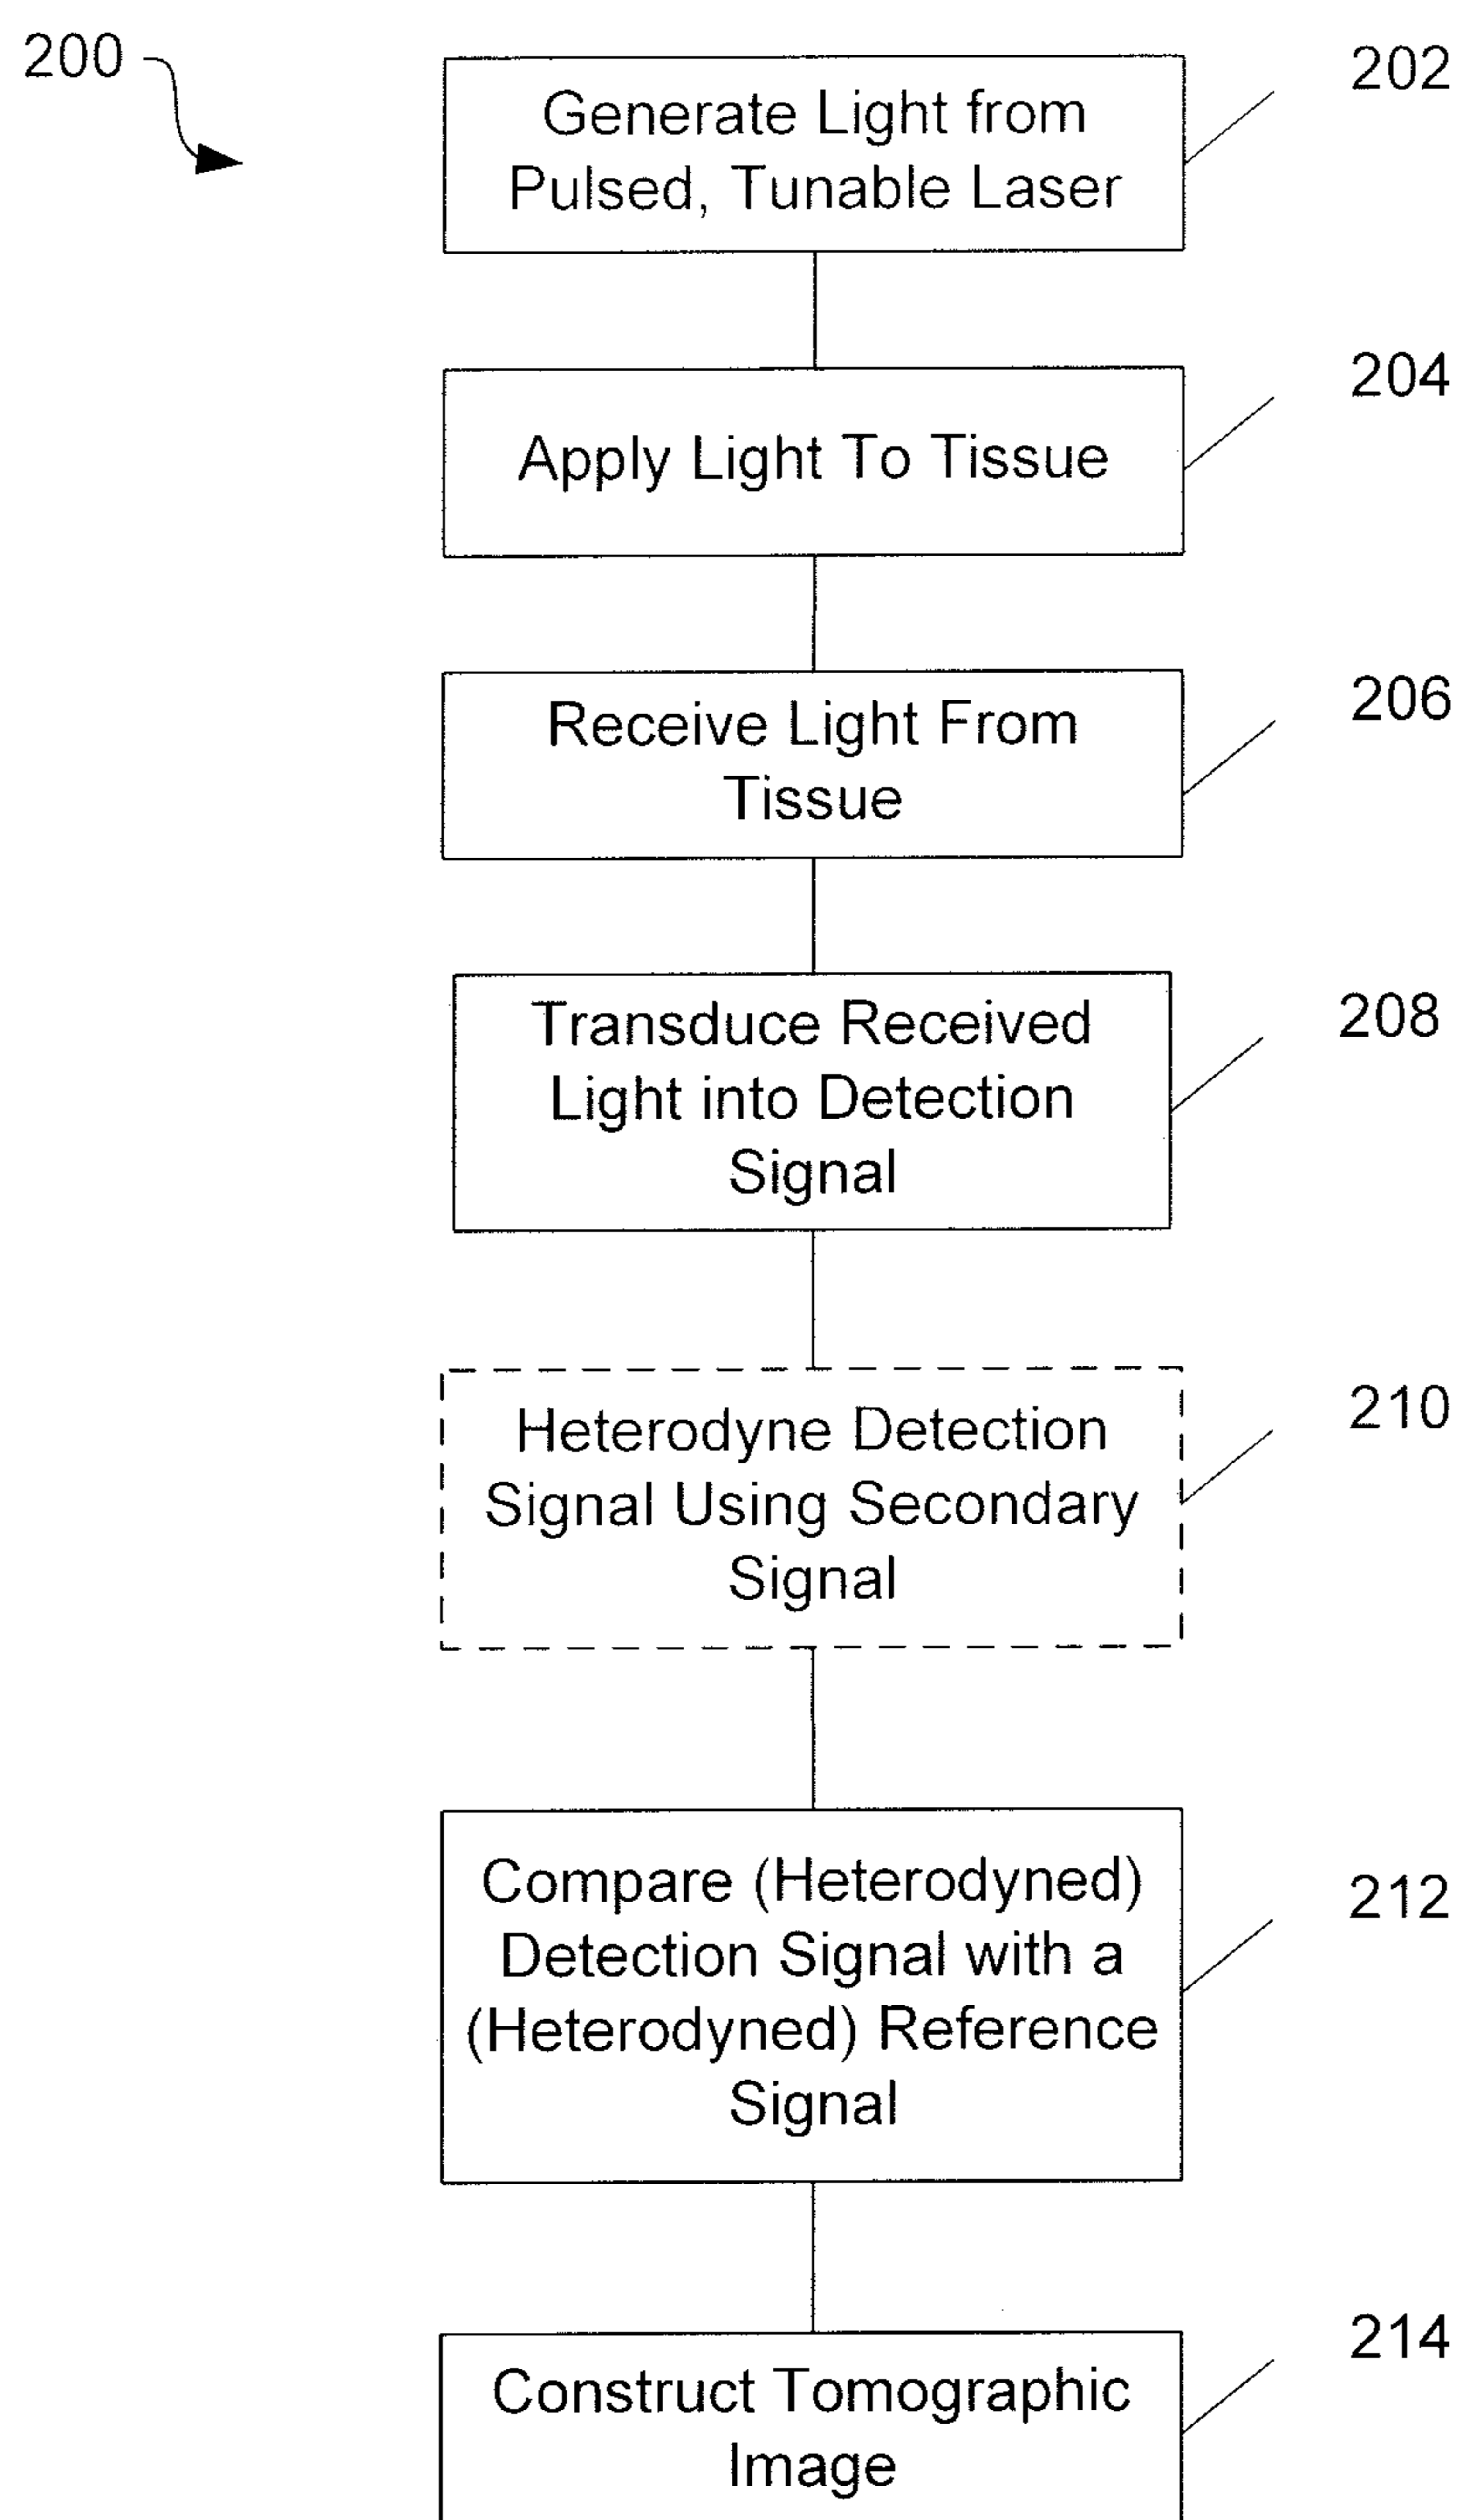 200
202
Generate Light from
Pulsed, Tunable Laser
204
Apply Light To Tissue
206
Receive Light From
Tissue
208
Transduce Received
Light into Detection
Signal
210
Heterodyne Detection
Signal Using Secondary
Signal
212
Compare (Heterodyned)
Detection Signal with a
(Heterodyned) Reference
Signal
214
Construct Tomographic
Image